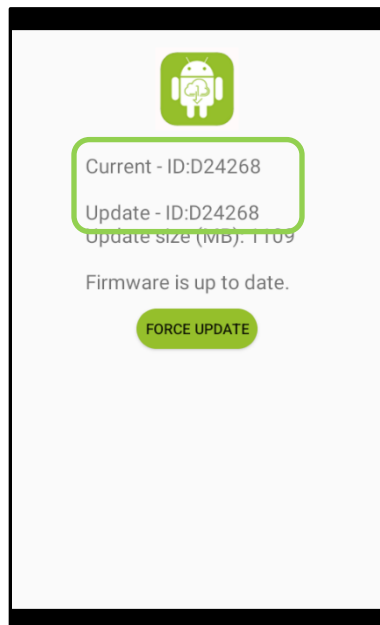 Current - ID:D24268
Update - ID:D24268
Update size (MB): 1109
Firmware is up to date.
FORCE UPDATE